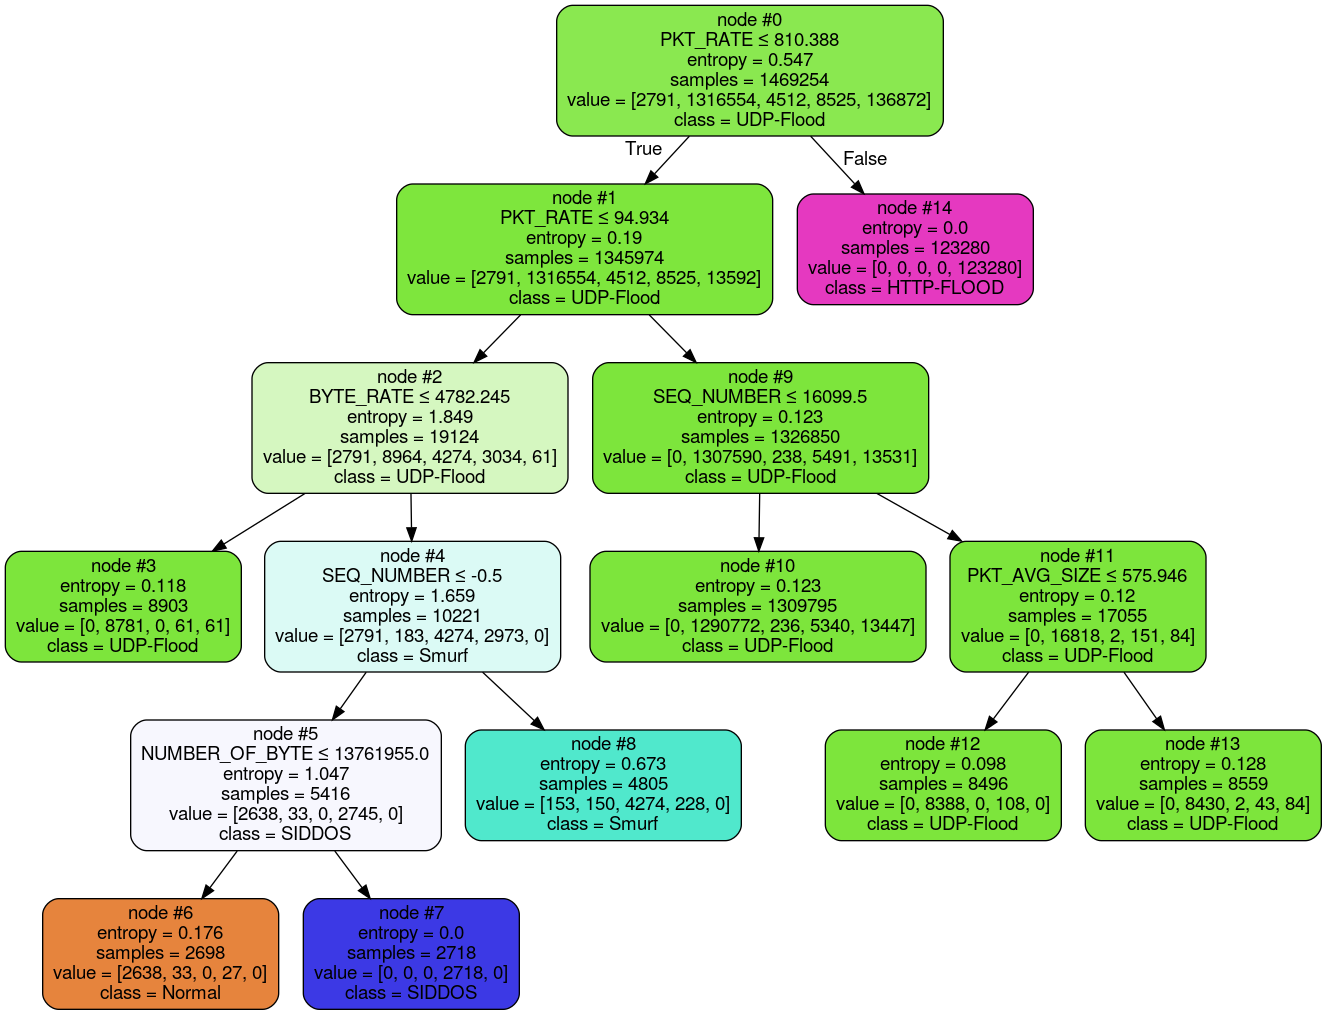 node #0
PKT_RATE ≤ 810.388
entropy = 0.547
samples = 1469254
value = [2791, 1316554, 4512, 8525, 136872]
class = UDP-Flood
True
False
node #1
PKT_RATE ≤ 94.934
entropy = 0.19
samples = 1345974
value = [2791, 1316554, 4512, 8525, 13592]
class = UDP-Flood
node #14
entropy = 0.0
samples = 123280
value = [0, 0, 0, 0, 123280]
class = HTTP-FLOOD
node #2
BYTE_RATE ≤ 4782.245
entropy = 1.849
samples = 19124
value = [2791, 8964, 4274, 3034, 61]
class = UDP-Flood
node #9
SEQ_NUMBER ≤ 16099.5
entropy = 0.123
samples = 1326850
value = [0, 1307590, 238, 5491, 13531]
class = UDP-Flood
node #3
entropy = 0.118
samples = 8903
value = [0, 8781, 0, 61, 61]
class = UDP-Flood
node #4
SEQ_NUMBER ≤ -0.5
entropy = 1.659
samples = 10221
value = [2791, 183, 4274, 2973, 0]
class = Smurf
node #10
entropy = 0.123
samples = 1309795
value = [0, 1290772, 236, 5340, 13447]
class = UDP-Flood
node #11
PKT_AVG_SIZE ≤ 575.946
entropy = 0.12
samples = 17055
value = [0, 16818, 2, 151, 84]
class = UDP-Flood
node #5
NUMBER_OF_BYTE ≤ 13761955.0
entropy = 1.047
samples = 5416
value = [2638, 33, 0, 2745, 0]
class = SIDDOS
node #8
entropy = 0.673
samples = 4805
value = [153, 150, 4274, 228, 0]
class = Smurf
node #12
entropy = 0.098
samples = 8496
value = [0, 8388, 0, 108, 0]
class = UDP-Flood
node #13
entropy = 0.128
samples = 8559
value = [0, 8430, 2, 43, 84]
class = UDP-Flood
node #6
entropy = 0.176
samples = 2698
value = [2638, 33, 0, 27, 0]
class = Normal
node #7
entropy = 0.0
samples = 2718
value = [0, 0, 0, 2718, 0]
class = SIDDOS